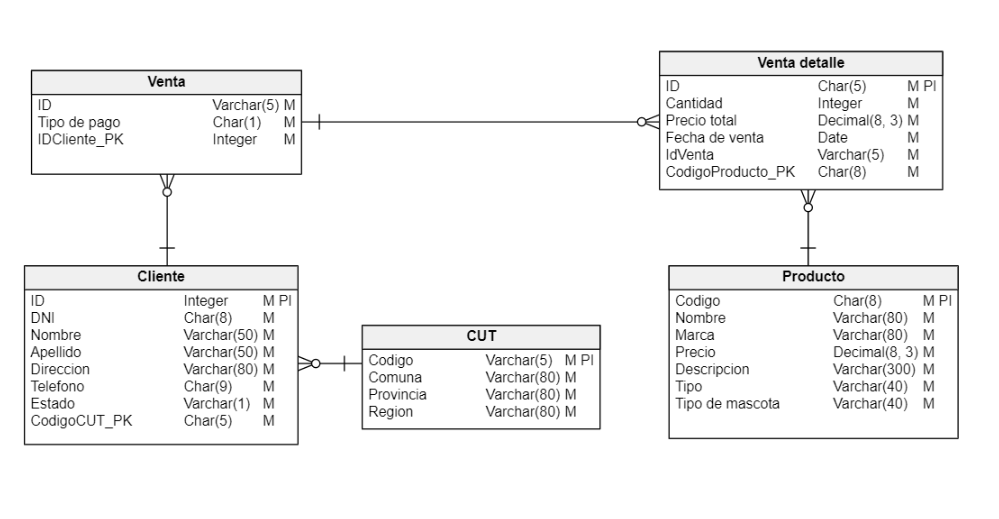 Venta
ID Varchar(5) M
Tipo de pago Char(1) M
IDCliente_PK Integer M
Venta detalle
ID Char(5) M PI
Cantidad Integer M
Precio total Decimal(8, 3) M
Fecha de venta Date M
IdVenta Varchar(5) M
CodigoProducto_PK Char(8) M
Cliente
ID Integer M PI
DNI Char(8) M
Nombre Varchar(50) M
Apellido Varchar(50) M
Direccion Varchar(80) M
Telefono Char(9) M
Estado Varchar(1) M
CodigoCUT_PK Char(5) M
CUT
Codigo Varchar(5) M PI
Comuna Varchar(80) M
Provincia Varchar(80) M
Region Varchar(80) M
Producto
Codigo Char(8) M PI
Nombre Varchar(80) M
Marca Varchar(80) M
Precio Decimal(8, 3) M
Descripcion Varchar(300) M
Tipo Varchar(40) M
Tipo de mascota Varchar(40) M